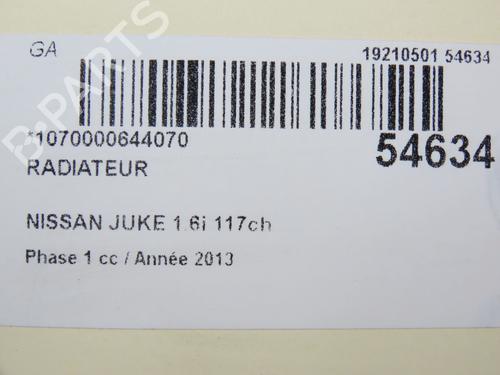 GA
19210501 54634
*1070000644070
54634
RADIATEUR
NISSAN JUKE 1.6i 117ch
Phase 1 cc / Année 2013
B-PARTS